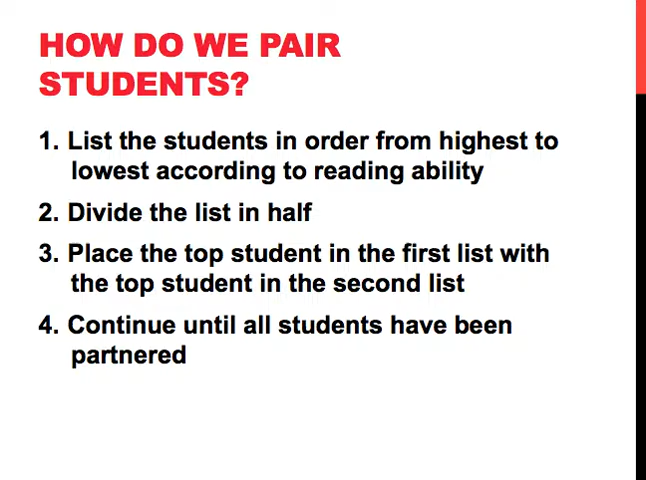 HOW DO WE PAIR
STUDENTS?
1. List the students in order from highest to
lowest according to reading ability
2. Divide the list in half
3. Place the top student in the first list with
the top student in the second list
4. Continue until all students have been
partnered